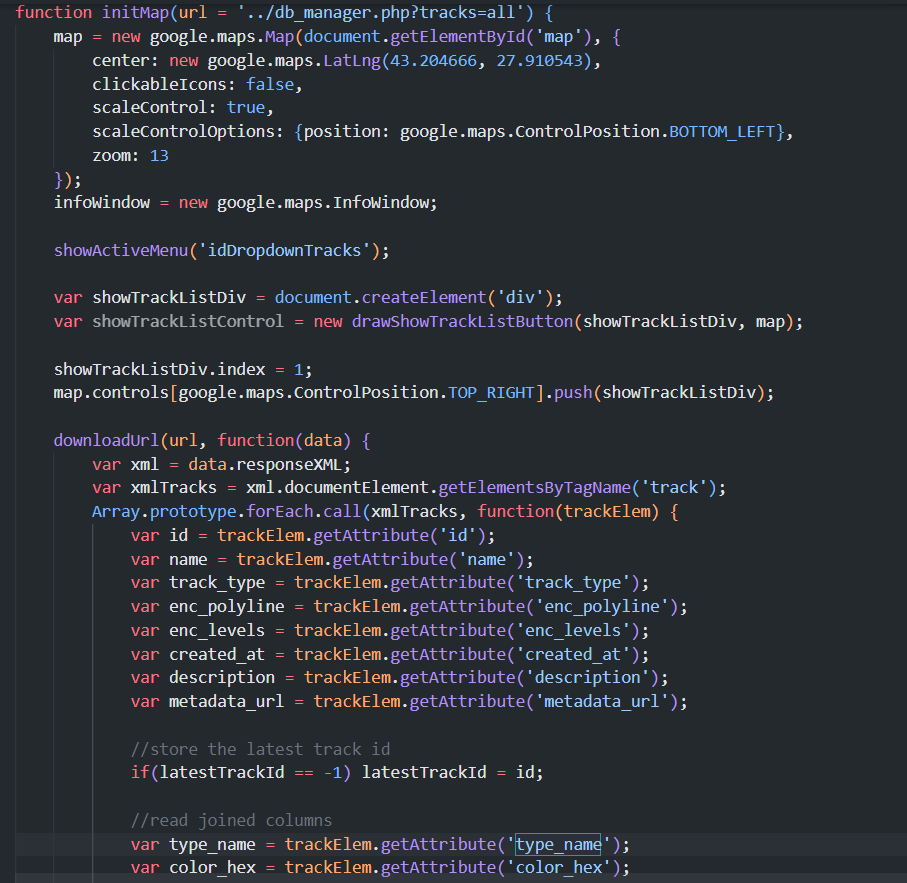 function initMap(url = '../db_manager.php?tracks=all') {
    map = new google.maps.Map(document.getElementById('map'), {
        center: new google.maps.LatLng(43.204666, 27.910543),
        clickableIcons: false,
        scaleControl: true,
        scaleControlOptions: {position: google.maps.ControlPosition.BOTTOM_LEFT},
        zoom: 13
    });
    infoWindow = new google.maps.InfoWindow;

    showActiveMenu('idDropdownTracks');

    var showTrackListDiv = document.createElement('div');
    var showTrackListControl = new drawShowTrackListButton(showTrackListDiv, map);

    showTrackListDiv.index = 1;
    map.controls[google.maps.ControlPosition.TOP_RIGHT].push(showTrackListDiv);

    downloadUrl(url, function(data) {
        var xml = data.responseXML;
        var xmlTracks = xml.documentElement.getElementsByTagName('track');
        Array.prototype.forEach.call(xmlTracks, function(trackElem) {
            var id = trackElem.getAttribute('id');
            var name = trackElem.getAttribute('name');
            var track_type = trackElem.getAttribute('track_type');
            var enc_polyline = trackElem.getAttribute('enc_polyline');
            var enc_levels = trackElem.getAttribute('enc_levels');
            var created_at = trackElem.getAttribute('created_at');
            var description = trackElem.getAttribute('description');
            var metadata_url = trackElem.getAttribute('metadata_url');

            //store the latest track id
            if(latestTrackId == -1) latestTrackId = id;

            //read joined columns
            var type_name = trackElem.getAttribute('type_name');
            var color_hex = trackElem.getAttribute('color_hex');